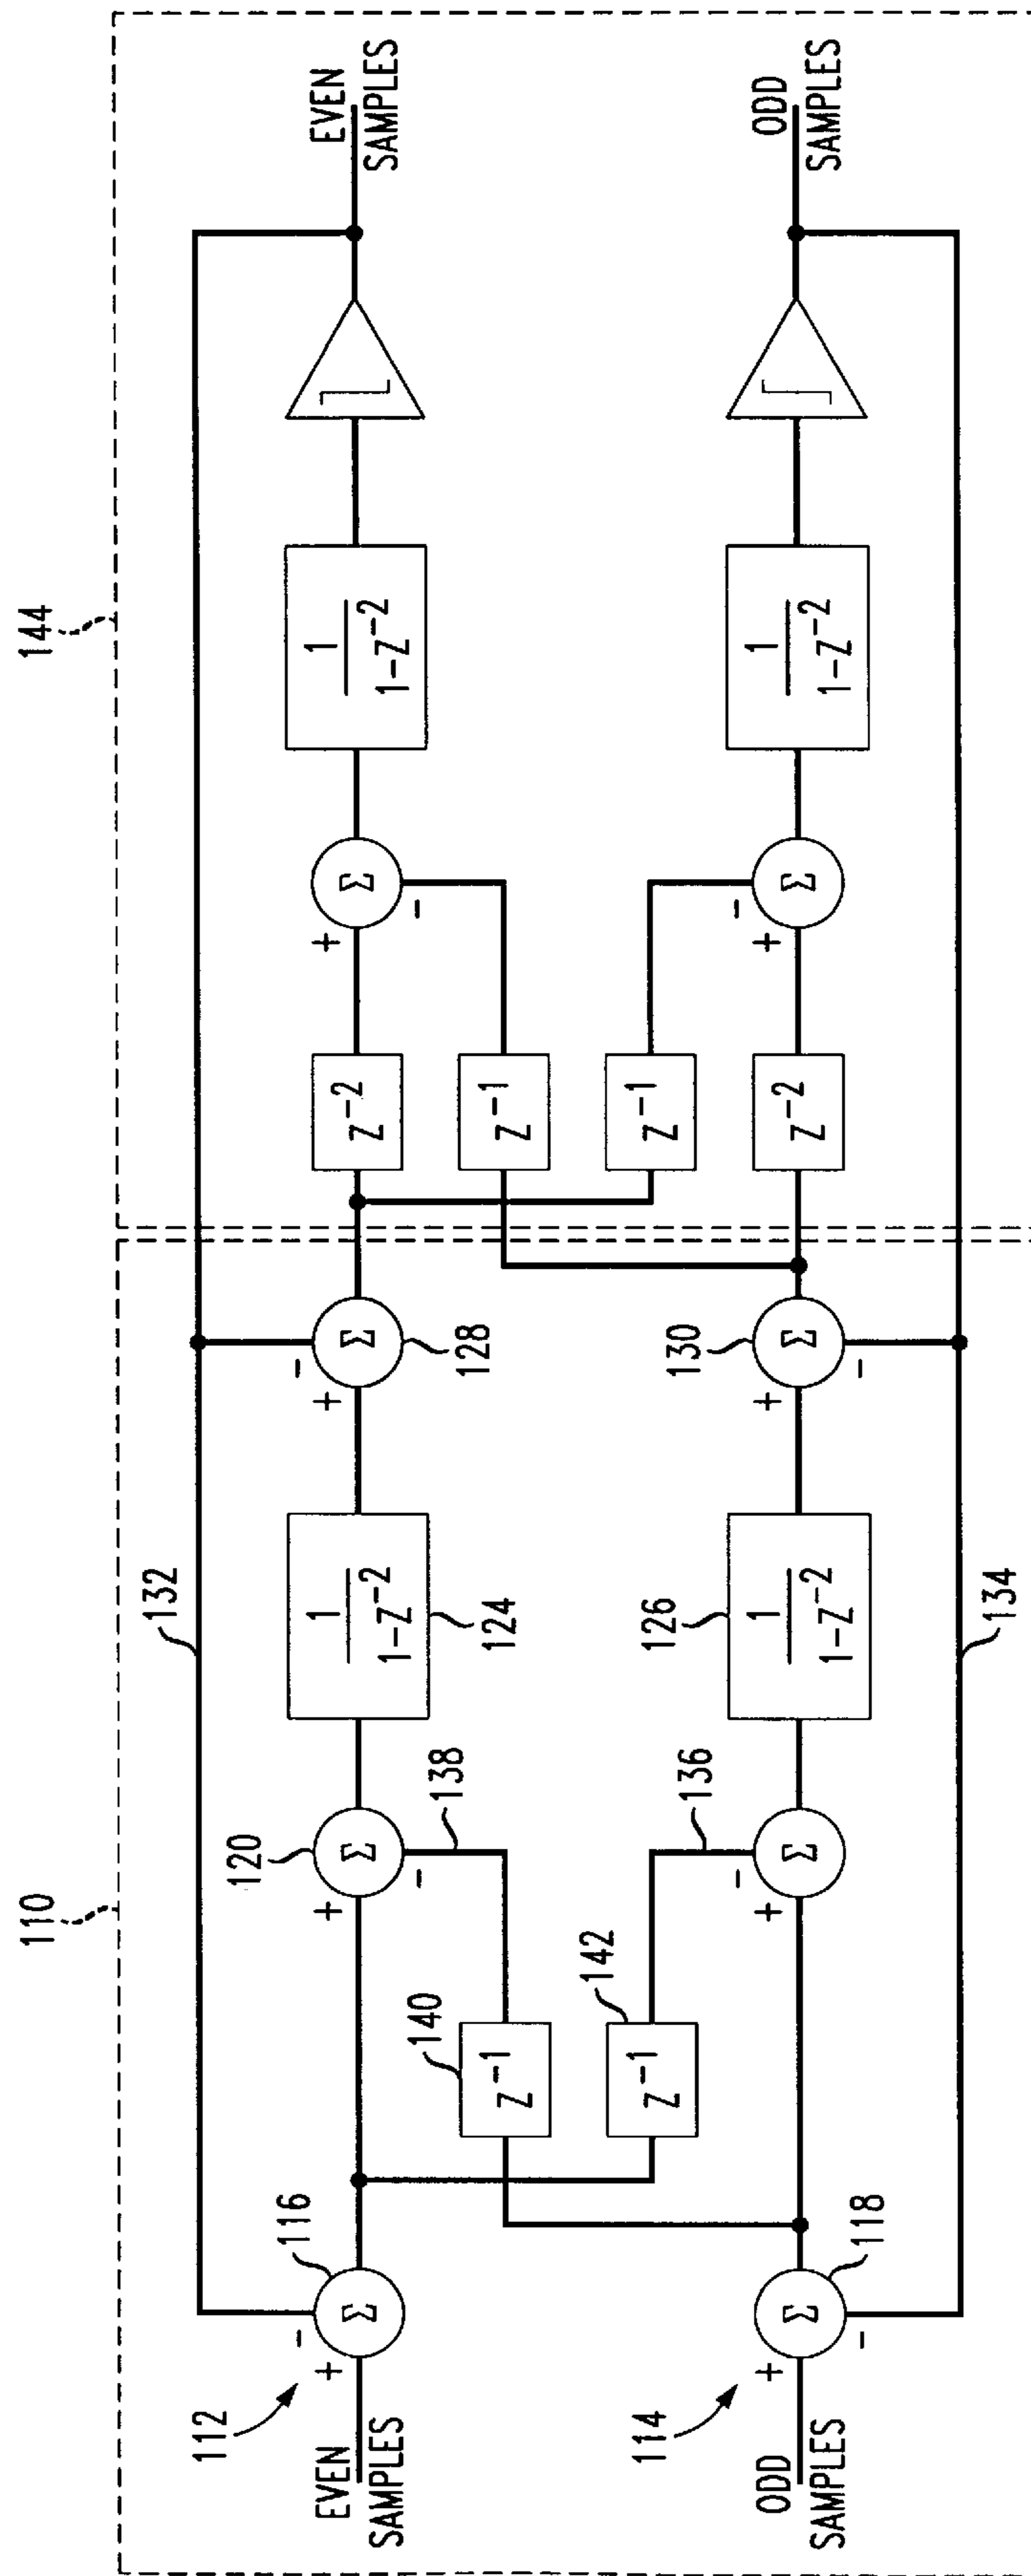 110
144
132
112
EVEN
SAMPLES
+
−
Σ
116
140
z⁻¹
142
z⁻¹
120
Σ
+
−
138
136
1
1−z⁻²
124
+
−
Σ
128
z⁻²
z⁻¹
z⁻¹
z⁻²
+
−
Σ
1
1−z⁻²
EVEN
SAMPLES
114
ODD
SAMPLES
+
−
Σ
118
+
−
Σ
1
1−z⁻²
126
+
−
Σ
130
+
−
Σ
1
1−z⁻²
ODD
SAMPLES
134